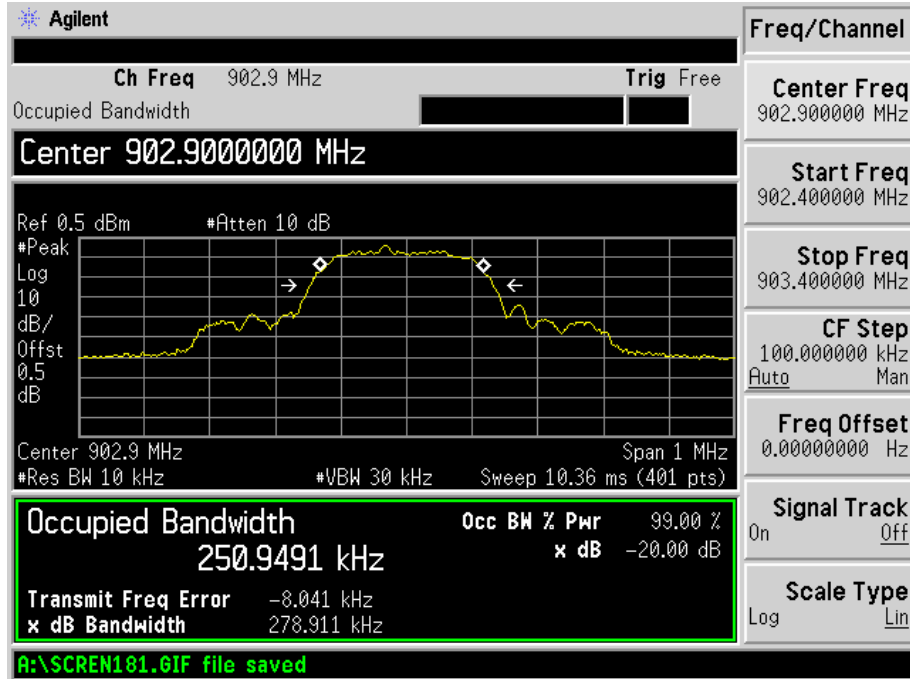 Agilent
Freq/Channel
Ch Freq 902.9 MHz Trig Free
Occupied Bandwidth
Center 902.9000000 MHz
Ref 0.5 dBm #Atten 10 dB
#Peak
Log
10
dB/
Offst
0.5
dB
Center 902.9 MHz Span 1 MHz
#Res BW 10 kHz #VBW 30 kHz Sweep 10.36 ms (401 pts)
Occupied Bandwidth Occ BW % Pwr 99.00 %
250.9491 kHz x dB -20.00 dB
Transmit Freq Error -8.041 kHz
x dB Bandwidth 278.911 kHz
A:\SCREN181.GIF file saved
Center Freq
902.900000 MHz
Start Freq
902.400000 MHz
Stop Freq
903.400000 MHz
CF Step
100.000000 kHz
Auto Man
Freq Offset
0.00000000 Hz
Signal Track
On Off
Scale Type
Log Lin